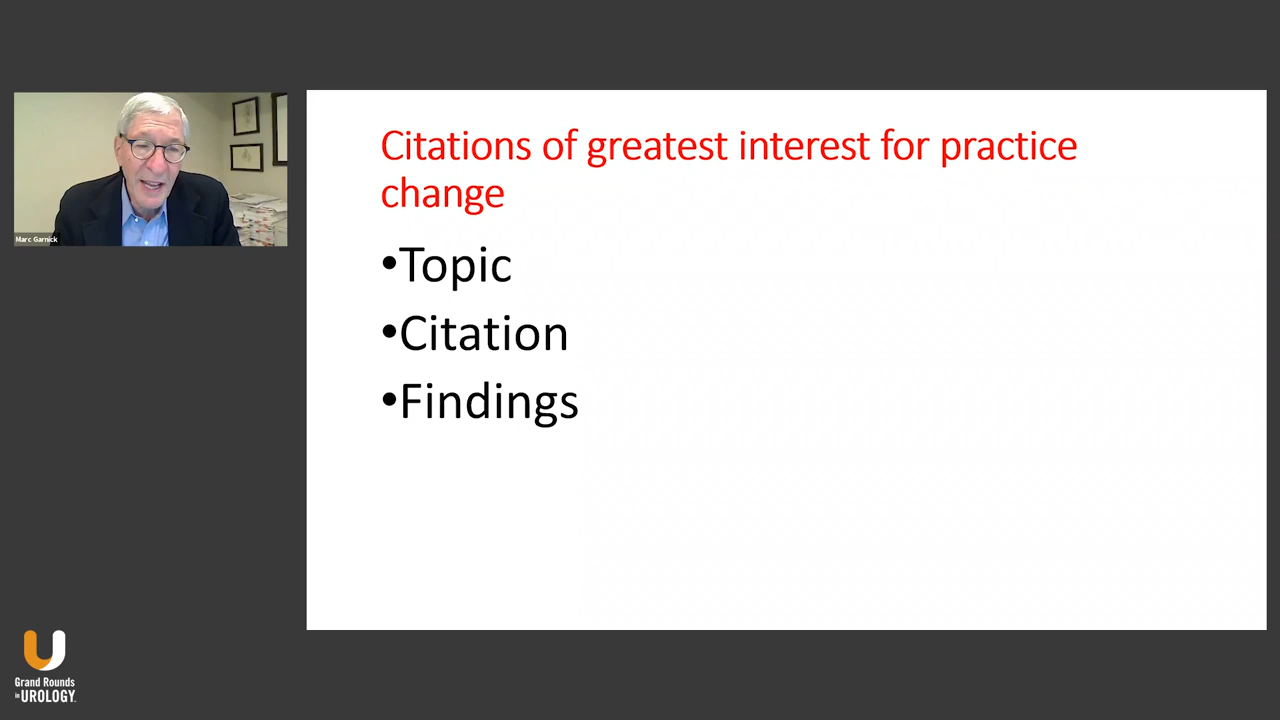 Marc Garnick
Citations of greatest interest for practice
change
•Topic
•Citation
•Findings
Grand Rounds
in UROLOGY